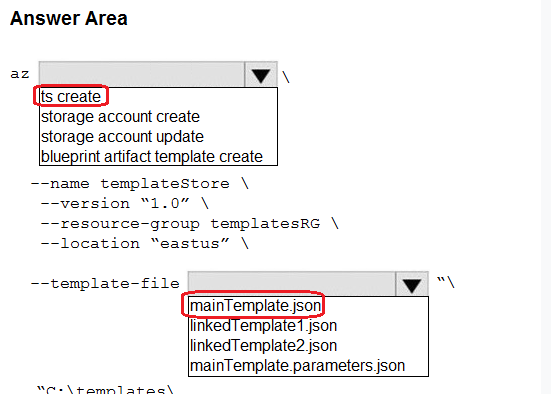 Answer Area
az \
ts create
storage account create
storage account update
blueprint artifact template create
--name templateStore \
--version “1.0” \
--resource-group templatesRG \
--location “eastus” \
--template-file “\
mainTemplate.json
linkedTemplate1.json
linkedTemplate2.json
mainTemplate.parameters.json
“C:\templates\